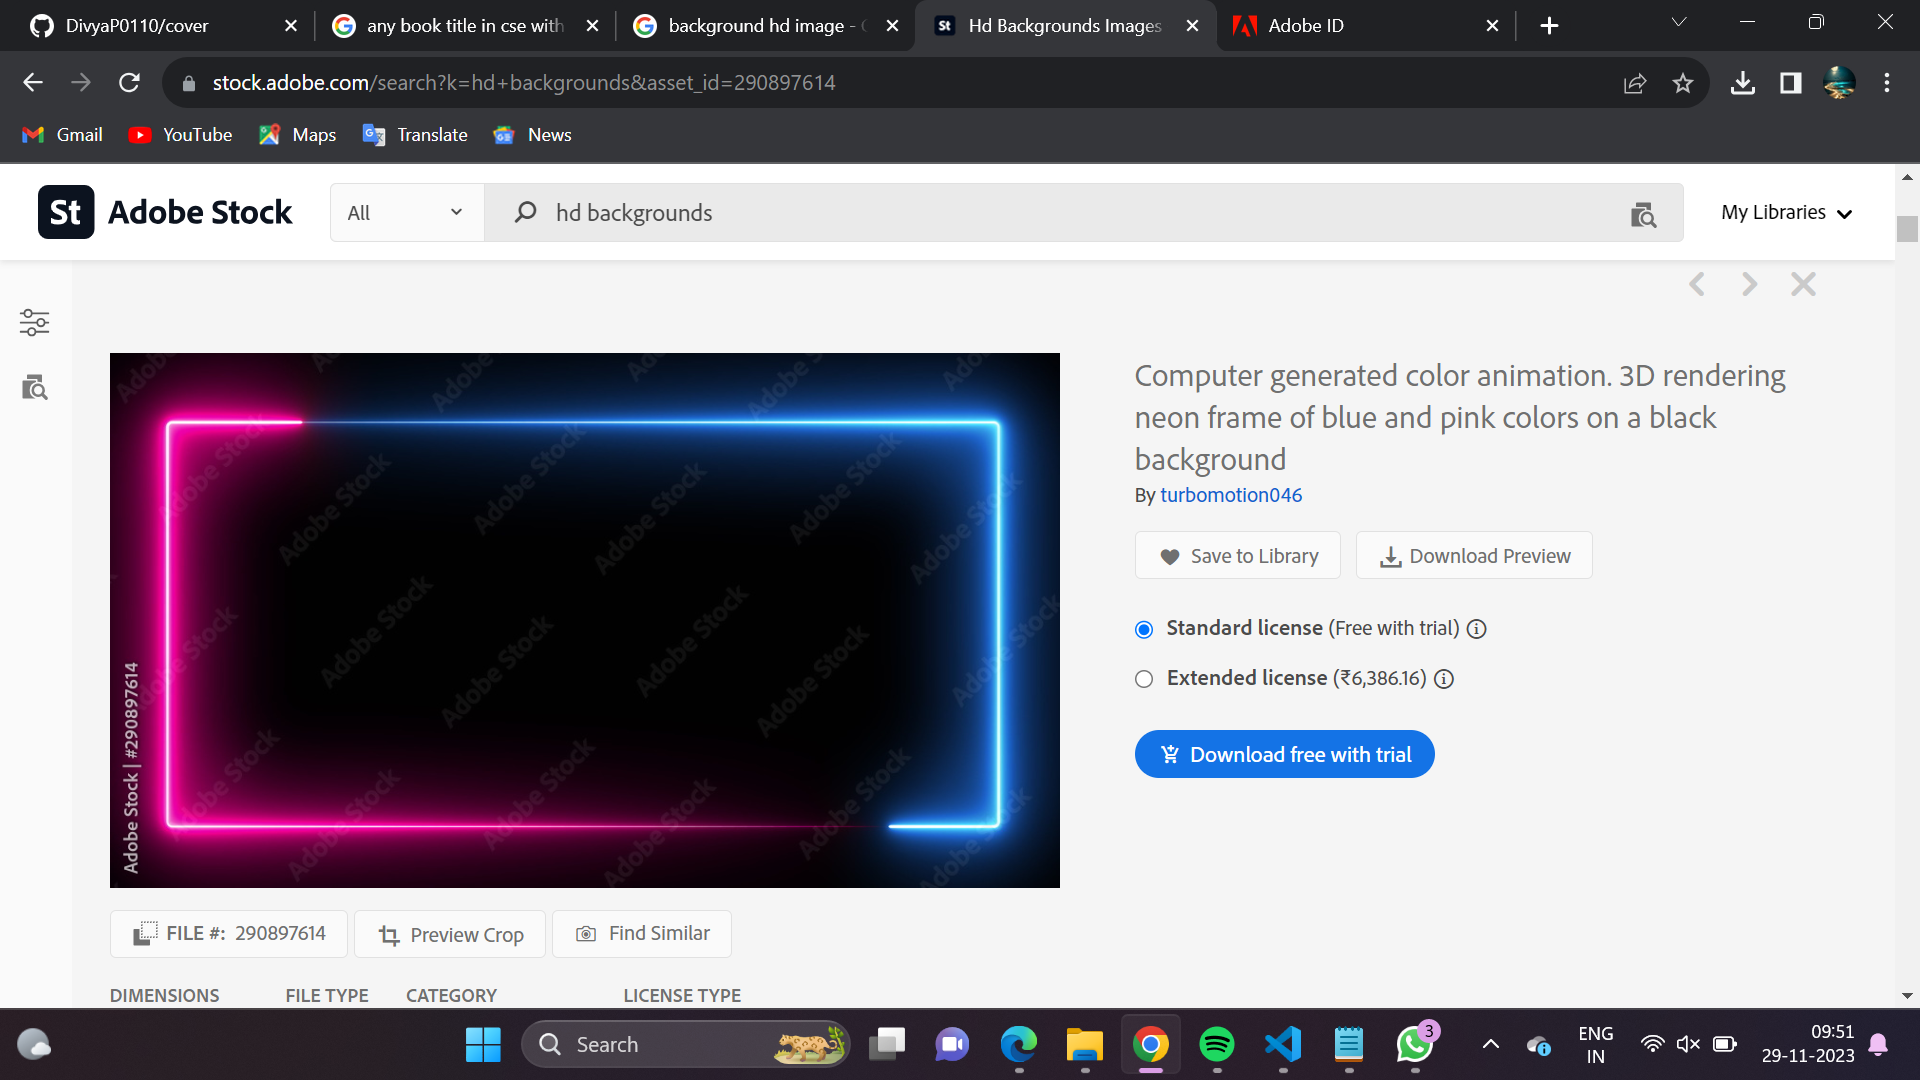 DivyaP0110/cover
any book title in cse with
background hd image -
Hd Backgrounds Images
Adobe ID
stock.adobe.com/search?k=hd+backgrounds&asset_id=290897614
Gmail
YouTube
Maps
Translate
News
St Adobe Stock
All
hd backgrounds
My Libraries
Computer generated color animation. 3D rendering
neon frame of blue and pink colors on a black
background
By turbomotion046
Save to Library
Download Preview
Standard license (Free with trial)
Extended license (₹6,386.16)
Download free with trial
Adobe Stock
Adobe Stock | #290897614
FILE #: 290897614
Preview Crop
Find Similar
DIMENSIONS
FILE TYPE
CATEGORY
LICENSE TYPE
Search
3
ENG
IN
09:51
29-11-2023